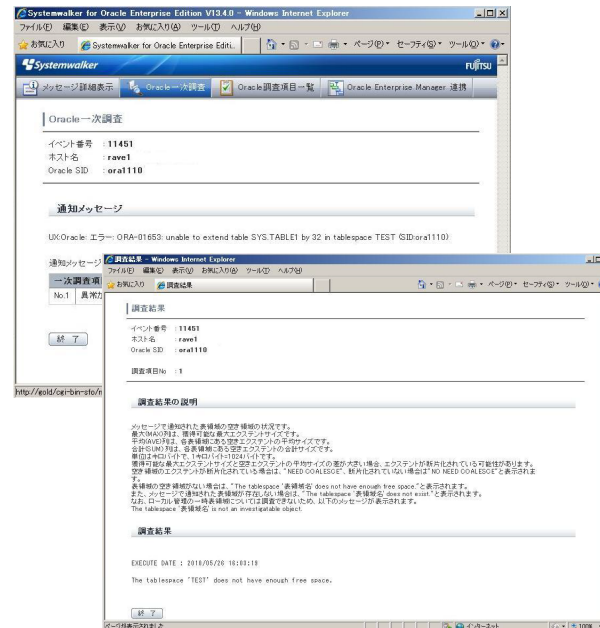 Systemwalker for Oracle Enterprise Edition V13.4.0 - Windows Internet Explorer
ファイル(F) 編集(E) 表示(V) お気に入り(A) ツール(T) ヘルプ(H)
お気に入り Systemwalker for Oracle Enterprise Editi... ページ(P) セーフティ(S) ツール(O)
Systemwalker FUJITSU
メッセージ詳細表示 Oracle一次調査 Oracle調査項目一覧 Oracle Enterprise Manager 連携
Oracle一次調査
イベント番号 : 11451
ホスト名 : rave1
Oracle SID : ora1110
通知メッセージ
UX:Oracle: エラー: ORA-01653: unable to extend table SYS.TABLE1 by 32 in tablespace TEST (SID:ora1110)
通知メッセージ
一次調査項
No.1 異常
終 了
http://gold/cgi-bin-sfo/
調査結果 - Windows Internet Explorer
ファイル(F) 編集(E) 表示(V) お気に入り(A) ツール(T) ヘルプ(H)
お気に入り 調査結果 ページ(P) セーフティ(S) ツール(O)
調査結果
イベント番号 : 11451
ホスト名 : rave1
Oracle SID : ora1110
調査項目No : 1
調査結果の説明
メッセージで通知された表領域の空き領域の状況です。
最大(MAX)列は、獲得可能な最大エクステントサイズです。
平均(AVE)列は、各表領域にある空きエクステントの平均サイズです。
合計(SUM)列は、各表領域にある空きエクステントの合計サイズです。
単位はキロバイトで、1キロバイト=1024バイトです。
獲得可能な最大エクステントサイズと空きエクステントの平均サイズの差が大きい場合、エクステントが断片化されている可能性があります。
空き領域のエクステントが断片化されている場合は、"NEED COALESCE"、断片化されていない場合は"NO NEED COALESCE"と表示されま
す。
表領域の空き領域がない場合は、"The tablespace '表領域名' does not have enough free space."と表示されます。
また、メッセージで通知された表領域が存在しない場合は、"The tablespace '表領域名' does not exist."と表示されます。
なお、ローカル管理の一時表領域については調査できないため、以下のメッセージが表示されます。
The tablespace '表領域名' is not an investigatable object.
調査結果
EXECUTE DATE : 2010/05/26 16:03:19
The tablespace 'TEST' does not have enough free space.
終 了
ページが表示されました インターネット 100%